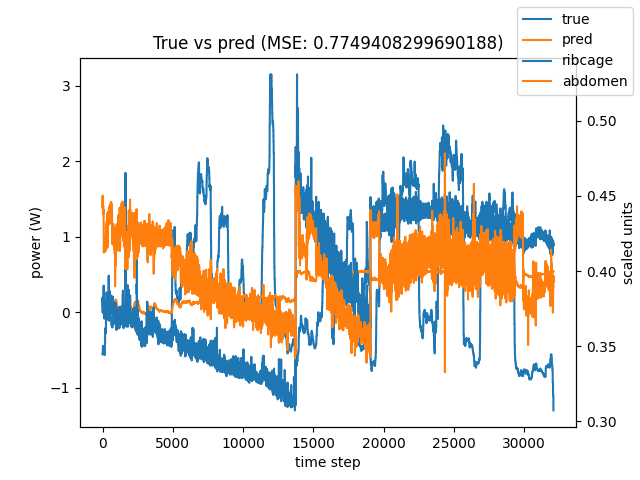 True vs pred (MSE: 0.7749408299690188)
true
pred
ribcage
abdomen
power (W)
3
2
1
0
−1
0.50
0.45
0.40
0.35
0.30
scaled units
0 5000 10000 15000 20000 25000 30000
time step